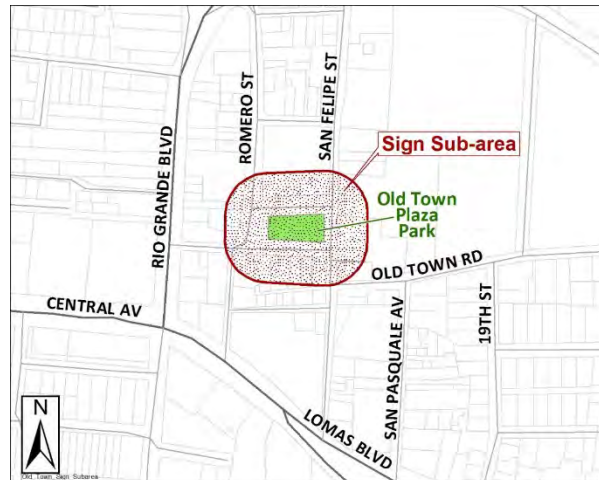 ROMERO ST
SAN FELIPE ST
RIO GRANDE BLVD
Sign Sub-area
Old Town
Plaza
Park
OLD TOWN RD
CENTRAL AV
SAN PASQUALE AV
19TH ST
LOMAS BLVD
N
Old_Town_Sign_Subarea